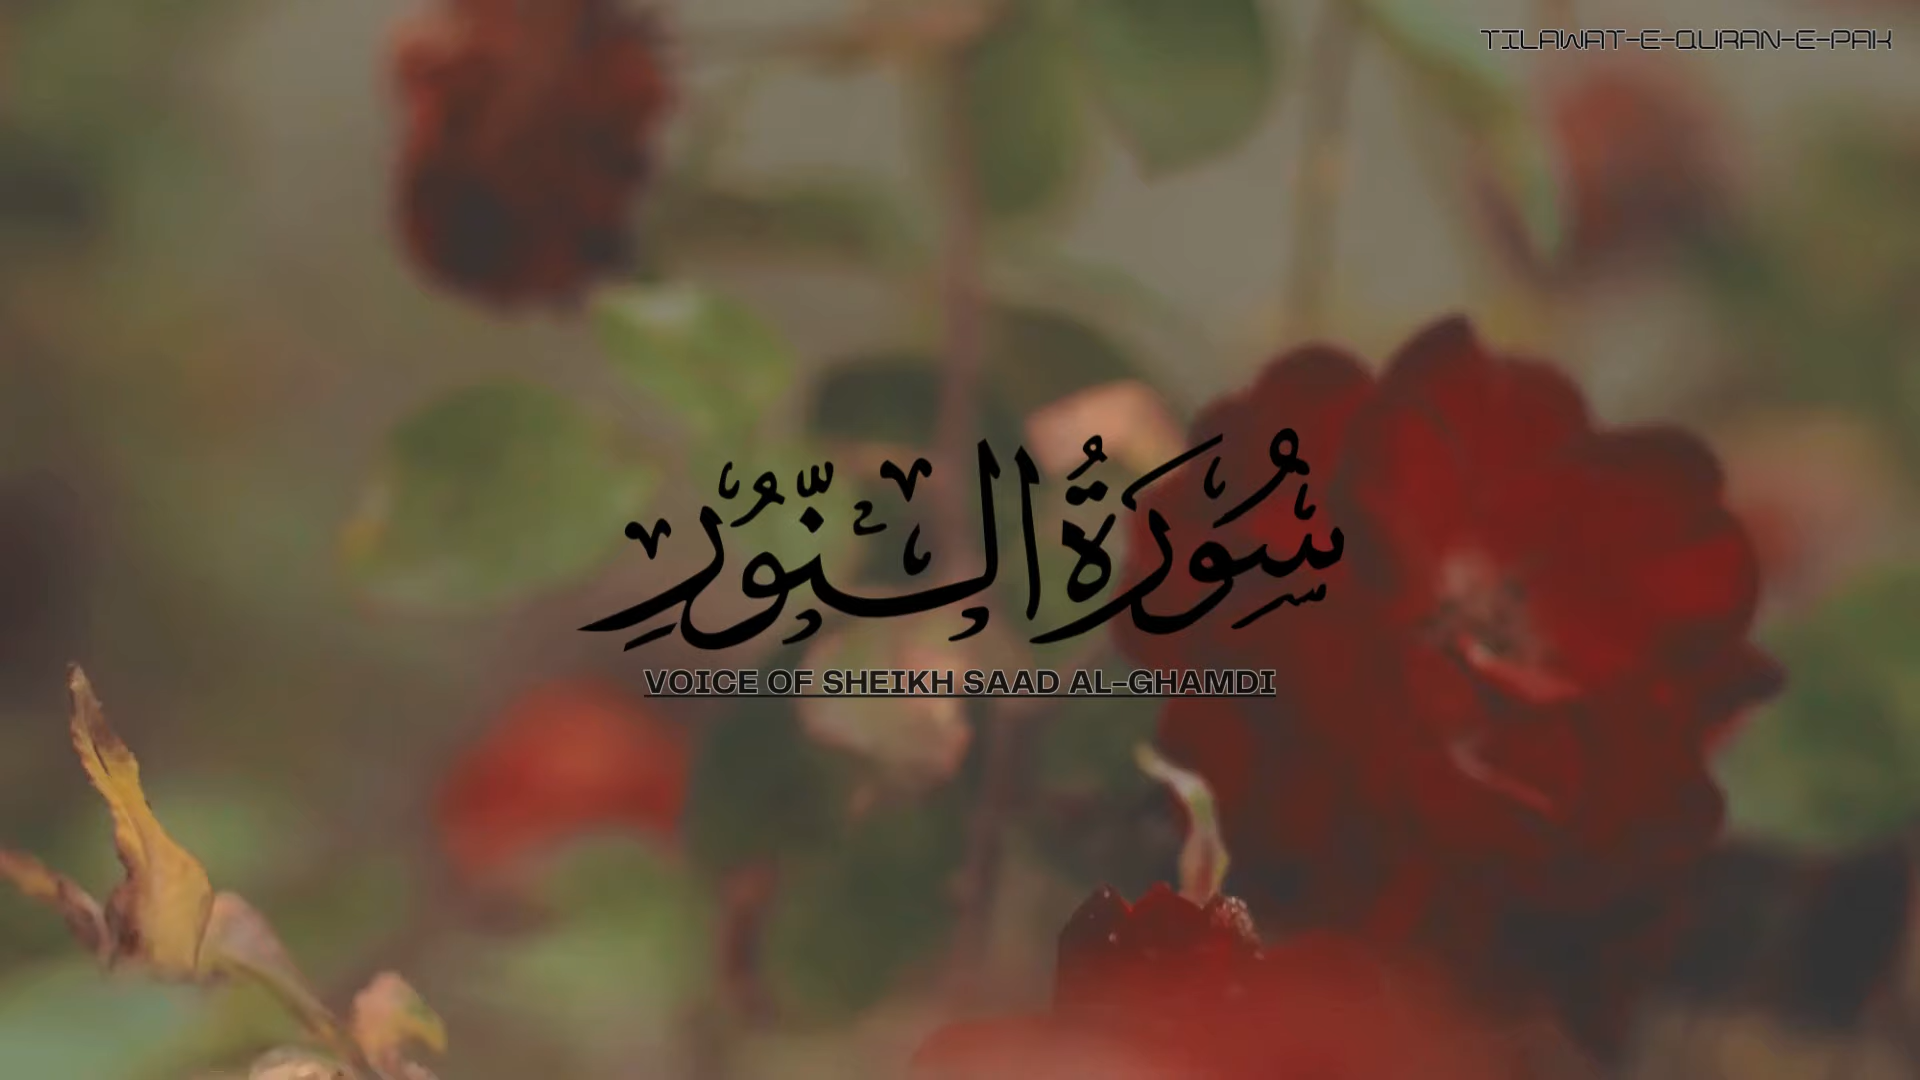 TILAWAT-E-QURAN-E-PAK
سُورَةُ النُّورِ
VOICE OF SHEIKH SAAD AL-GHAMDI